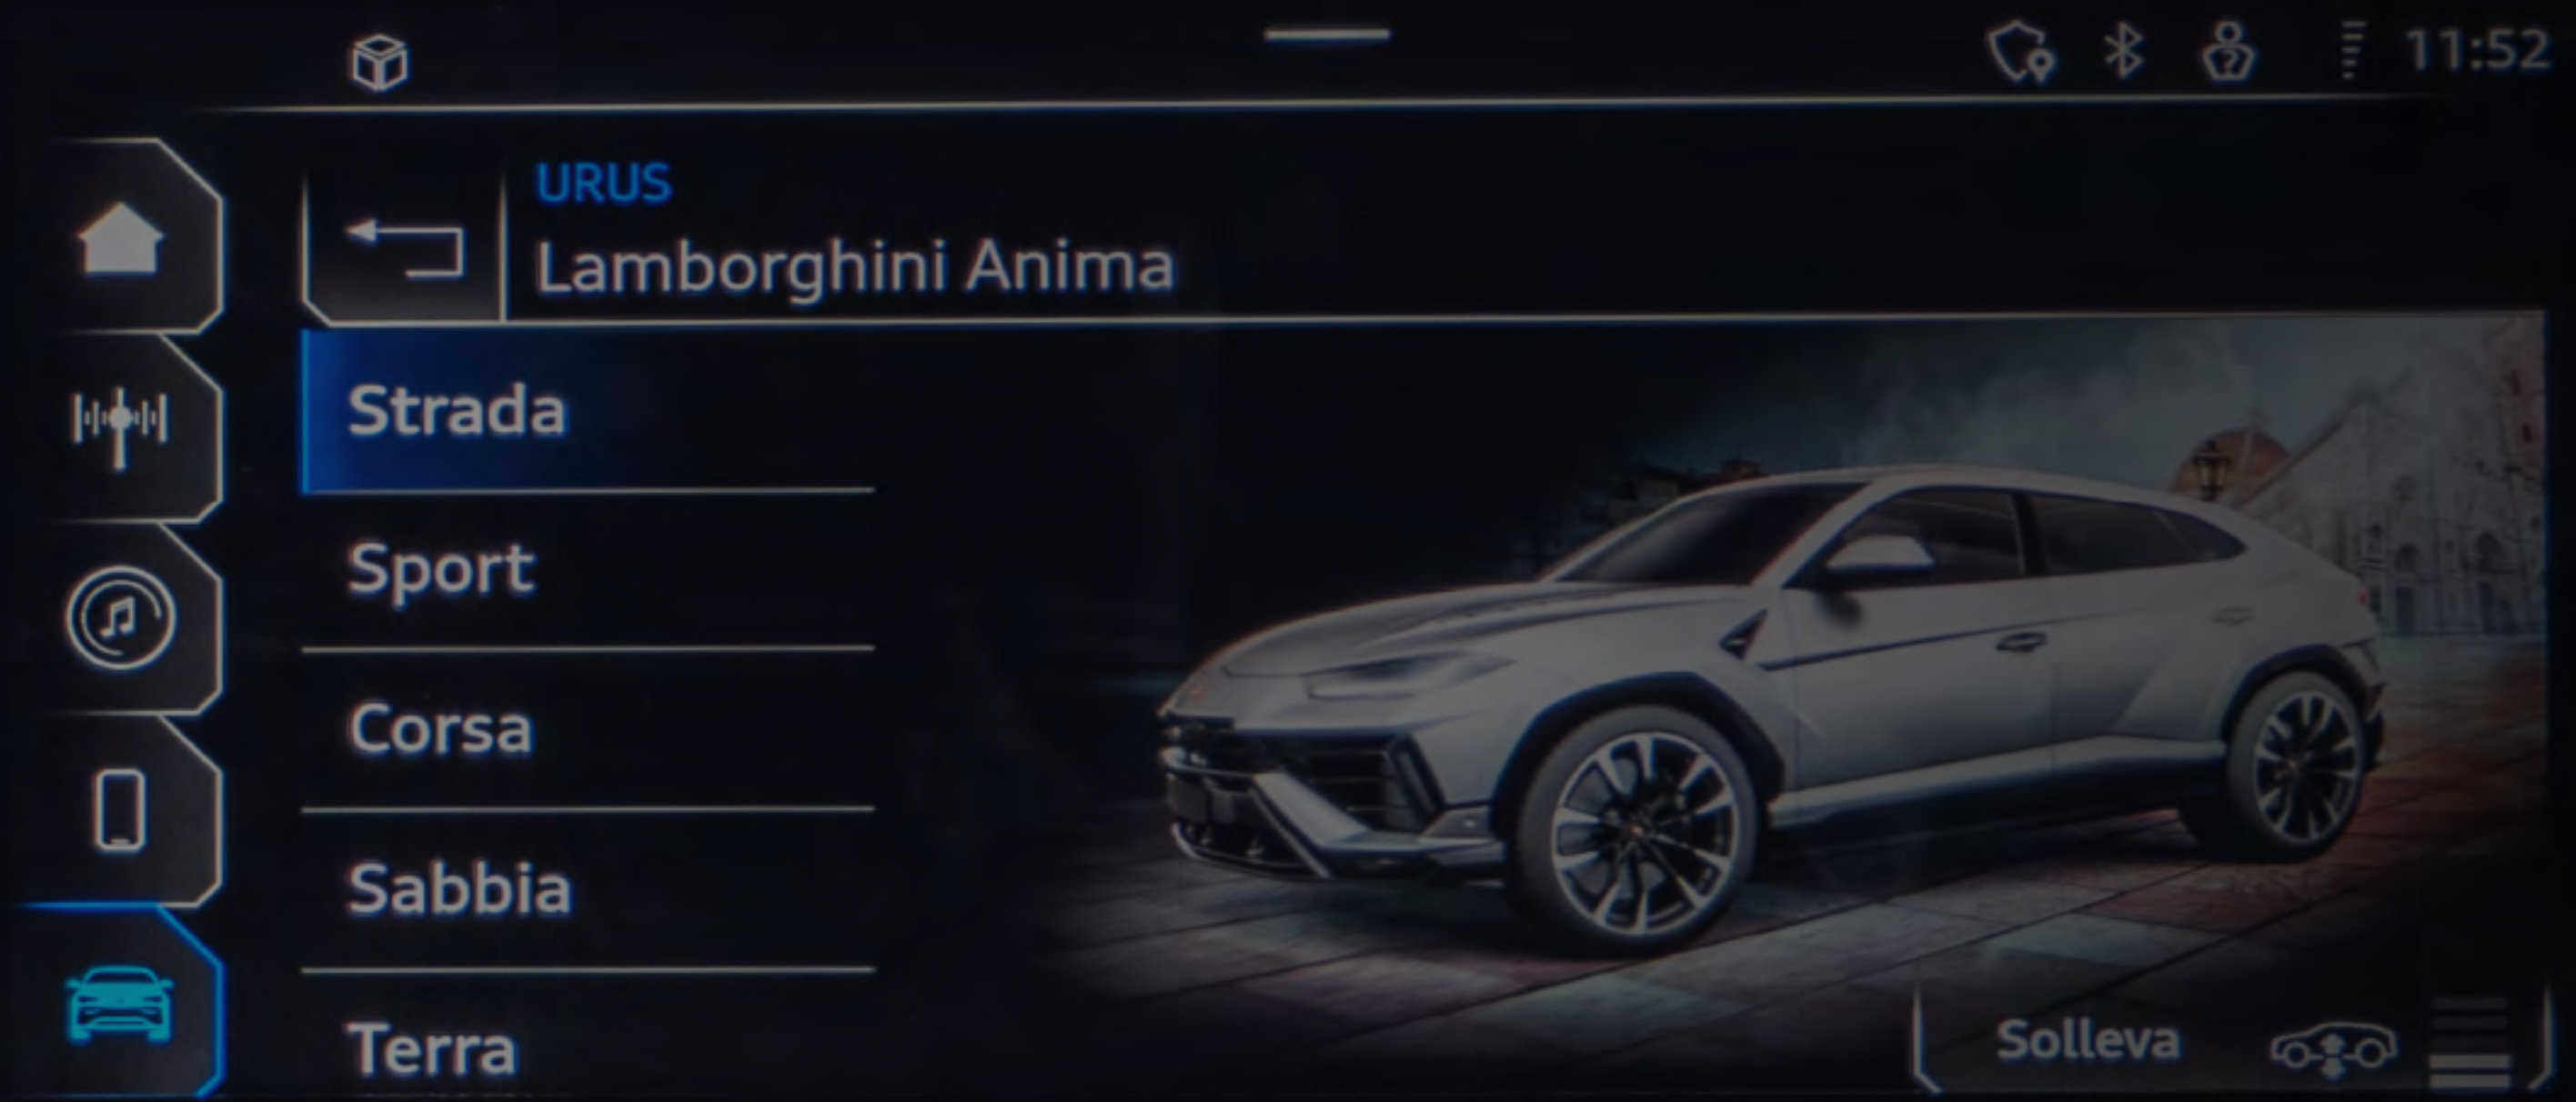 11:52
URUS
Lamborghini Anima
Strada
Sport
Corsa
Sabbia
Terra
Solleva